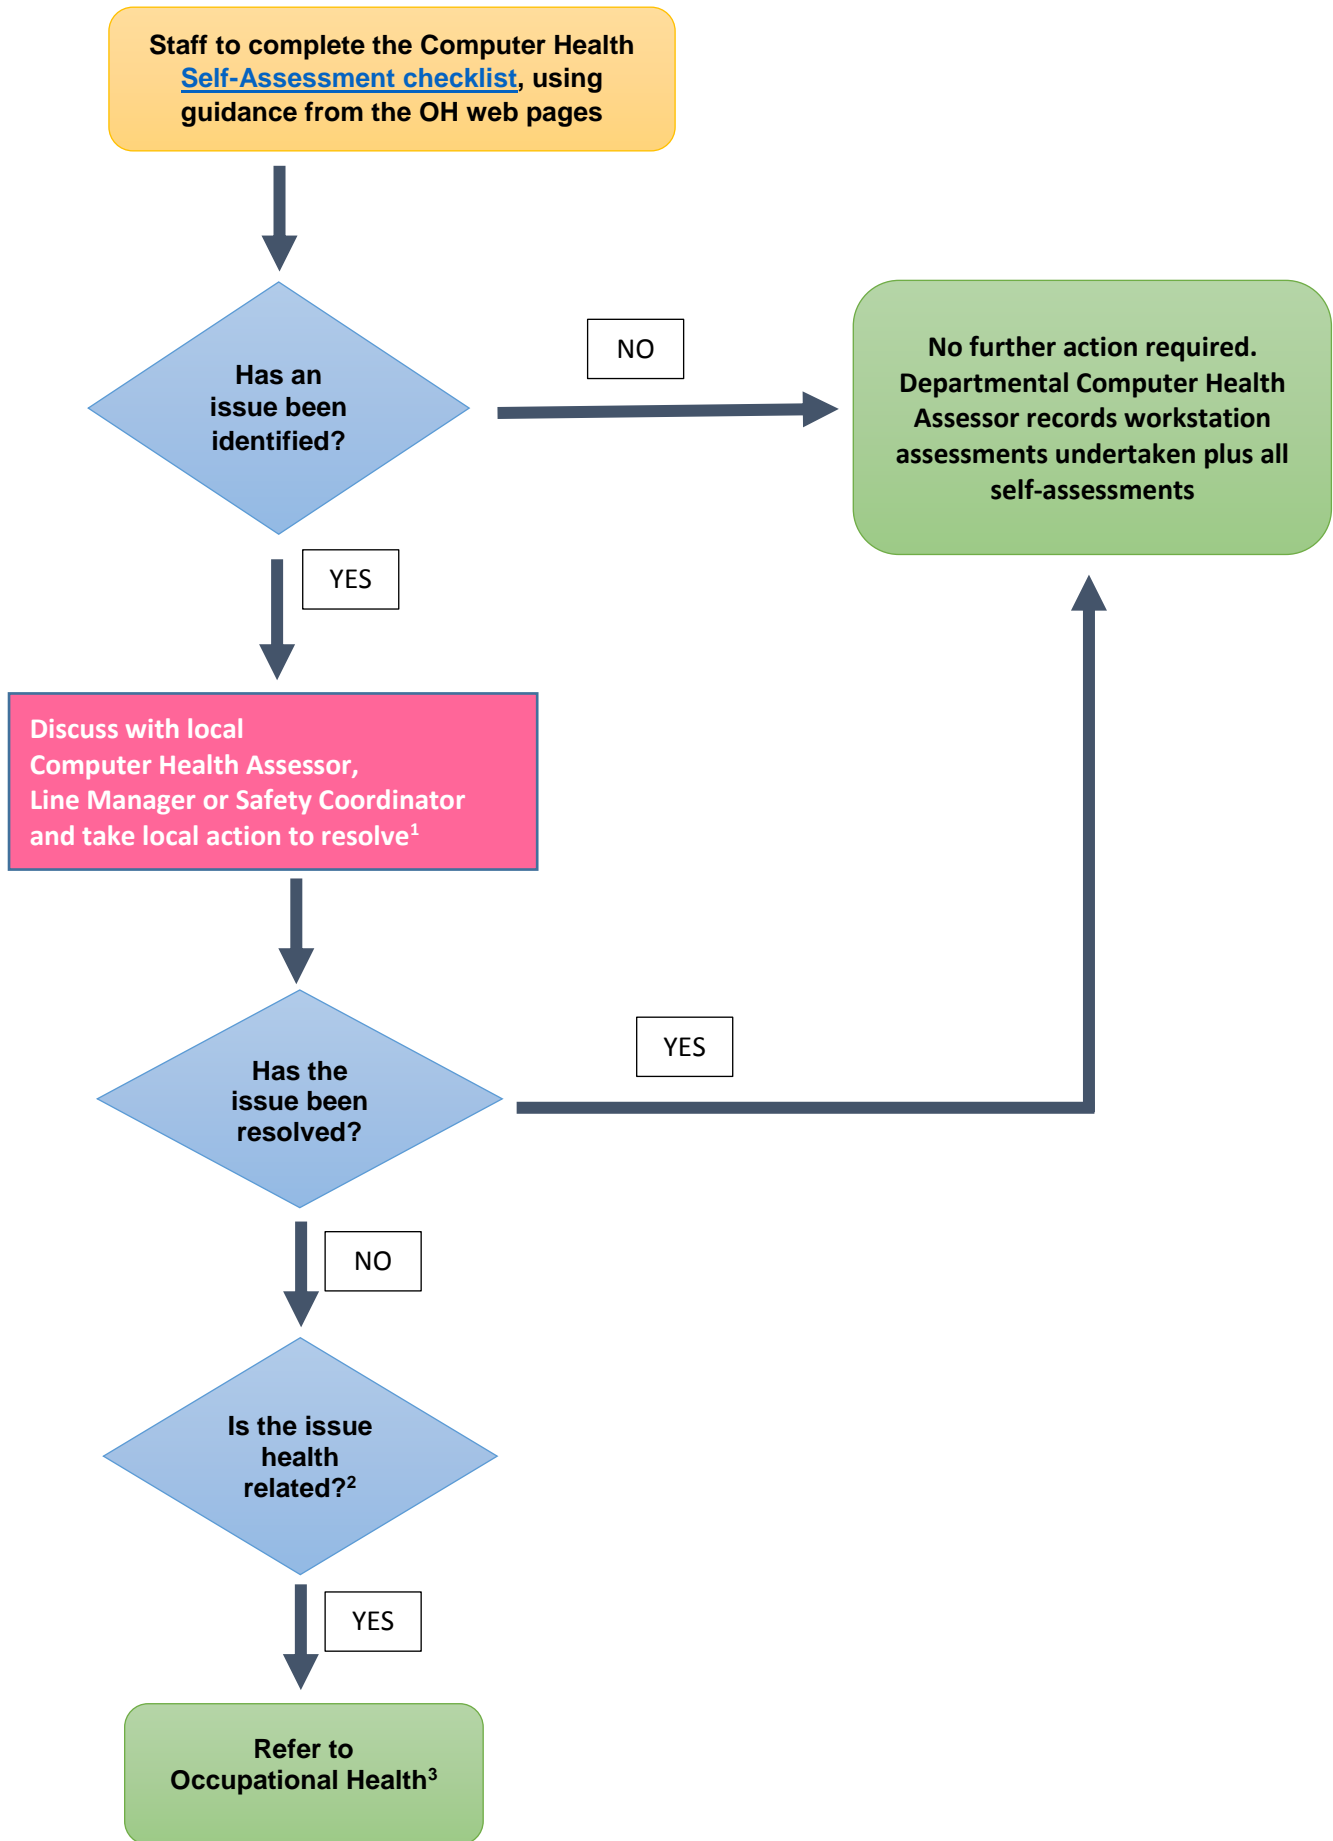 Staff to complete the Computer Health
Self-Assessment checklist, using
guidance from the OH web pages
Has an
issue been
identified?
NO
No further action required.
Departmental Computer Health
Assessor records workstation
assessments undertaken plus all
self-assessments
YES
Discuss with local
Computer Health Assessor,
Line Manager or Safety Coordinator
and take local action to resolve¹
Has the
issue been
resolved?
YES
NO
Is the issue
health
related?²
YES
Refer to
Occupational Health³